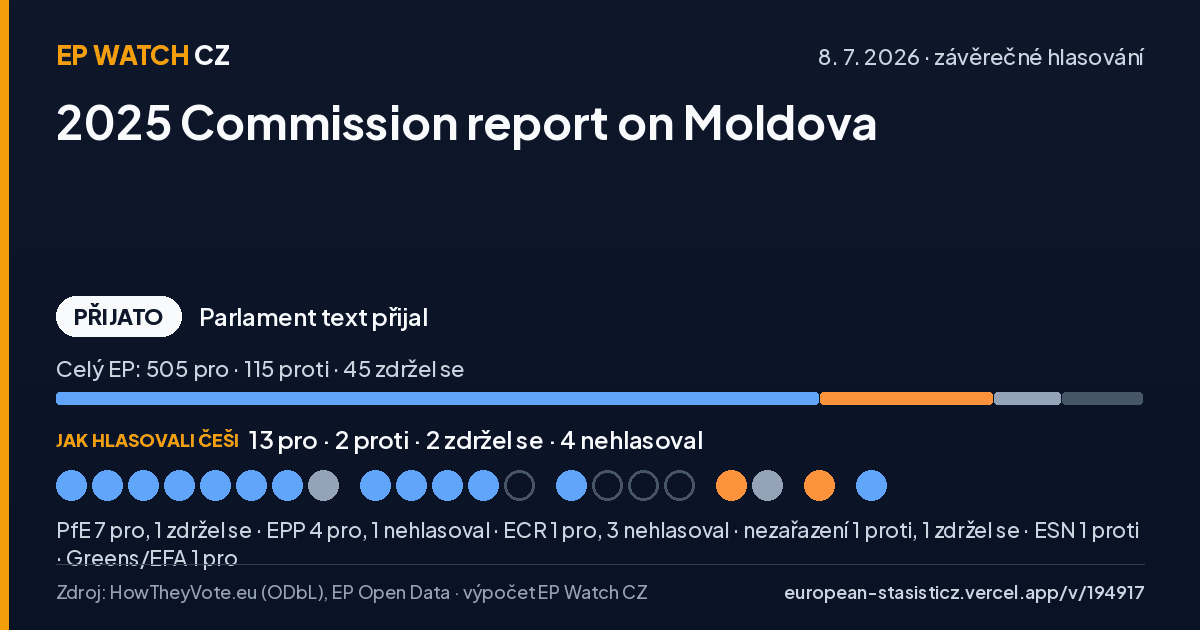 EP WATCH CZ
8. 7. 2026 · závěrečné hlasování
2025 Commission report on Moldova
PŘIJATO Parlament text přijal
Celý EP: 505 pro · 115 proti · 45 zdržel se
JAK HLASOVALI ČEŠI 13 pro · 2 proti · 2 zdržel se · 4 nehlasoval
PfE 7 pro, 1 zdržel se · EPP 4 pro, 1 nehlasoval · ECR 1 pro, 3 nehlasoval · nezařazení 1 proti, 1 zdržel se · ESN 1 proti
· Greens/EFA 1 pro
Zdroj: HowTheyVote.eu (ODbL), EP Open Data · výpočet EP Watch CZ
european-stasisticz.vercel.app/v/194917